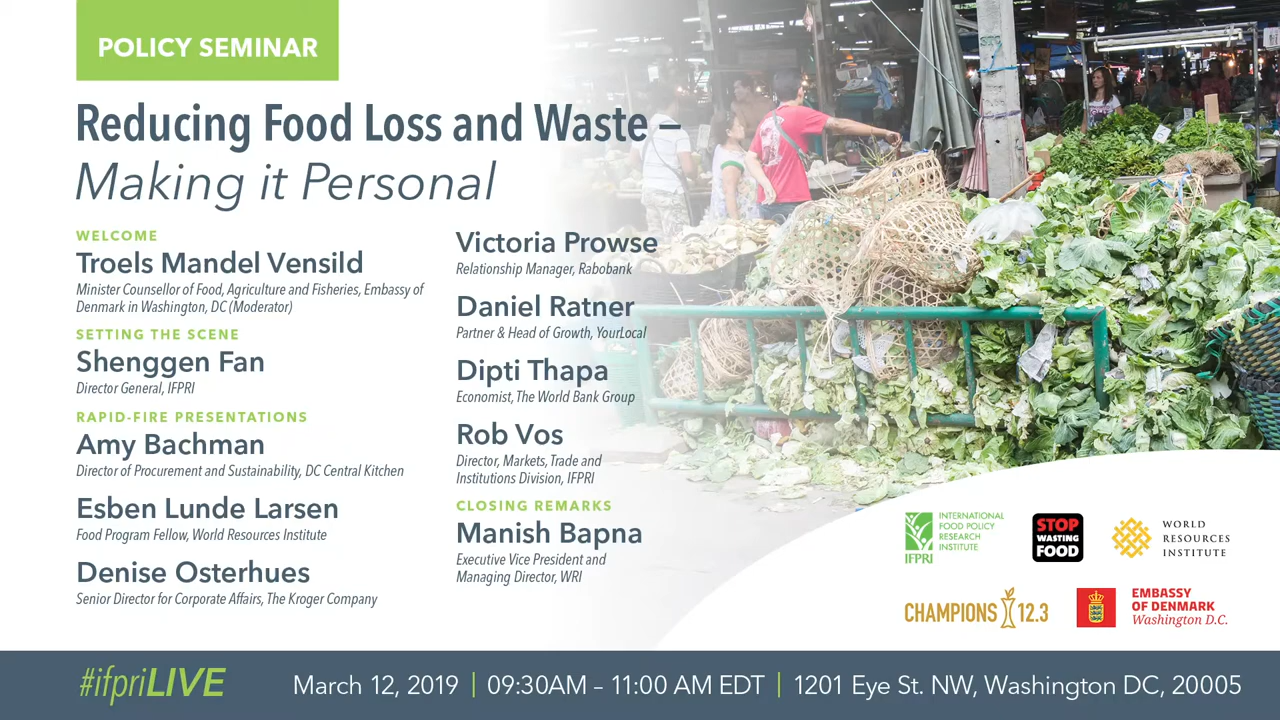 POLICY SEMINAR
Reducing Food Loss and Waste –
Making it Personal
WELCOME
Troels Mandel Vensild
Minister Counsellor of Food, Agriculture and Fisheries, Embassy of
Denmark in Washington, DC (Moderator)
SETTING THE SCENE
Shenggen Fan
Director General, IFPRI
RAPID-FIRE PRESENTATIONS
Amy Bachman
Director of Procurement and Sustainability, DC Central Kitchen
Esben Lunde Larsen
Food Program Fellow, World Resources Institute
Denise Osterhues
Senior Director for Corporate Affairs, The Kroger Company
Victoria Prowse
Relationship Manager, Rabobank
Daniel Ratner
Partner & Head of Growth, YourLocal
Dipti Thapa
Economist, The World Bank Group
Rob Vos
Director, Markets, Trade and
Institutions Division, IFPRI
CLOSING REMARKS
Manish Bapna
Executive Vice President and
Managing Director, WRI
IFPRI
INTERNATIONAL
FOOD POLICY
RESEARCH
INSTITUTE
STOP
WASTING
FOOD
WORLD
RESOURCES
INSTITUTE
CHAMPIONS 12.3
EMBASSY
OF DENMARK
Washington D.C.
#ifpriLIVE
March 12, 2019 | 09:30AM – 11:00 AM EDT | 1201 Eye St. NW, Washington DC, 20005